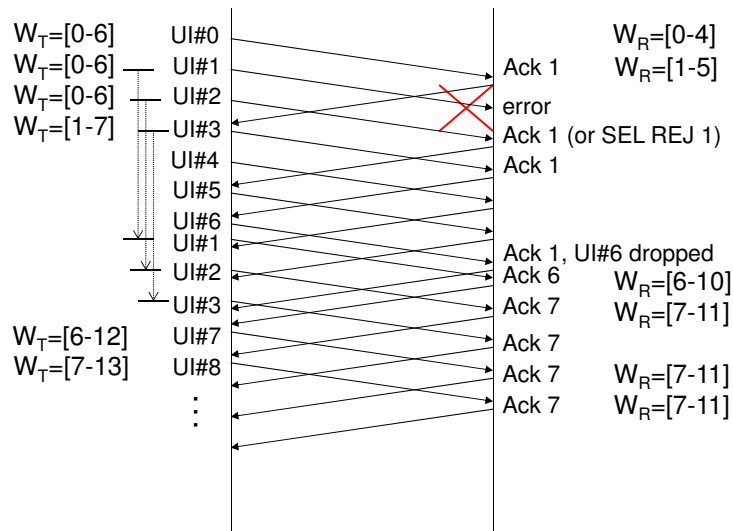 W_T=[0-6] UI#0 W_R=[0-4]
W_T=[0-6] UI#1 Ack 1 W_R=[1-5]
W_T=[0-6] UI#2 error
W_T=[1-7] UI#3 Ack 1 (or SEL REJ 1)
UI#4 Ack 1
UI#5
UI#6
UI#1 Ack 1, UI#6 dropped
UI#2 Ack 6 W_R=[6-10]
UI#3 Ack 7 W_R=[7-11]
W_T=[6-12] UI#7 Ack 7
W_T=[7-13] UI#8 Ack 7 W_R=[7-11]
⋮ Ack 7 W_R=[7-11]